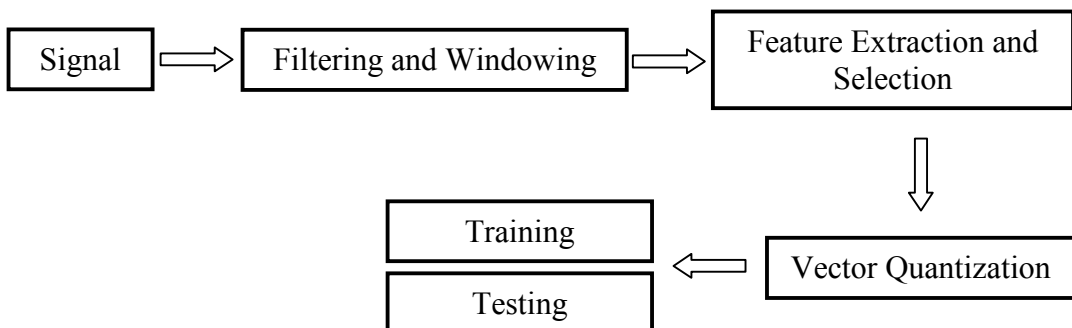 Signal
Filtering and Windowing
Feature Extraction and
Selection
Vector Quantization
Training
Testing